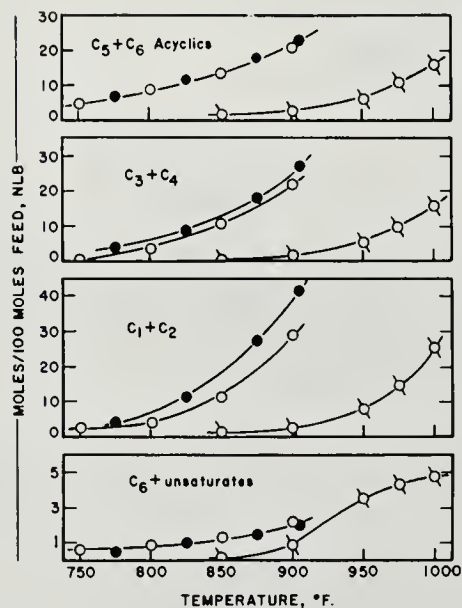 MOLES/100 MOLES FEED, NLB
30
20
10
0
C5 + C6 Acyclics
30
20
10
0
C3 + C4
40
30
20
10
0
C1 + C2
5
3
1
C6 + unsaturates
750 800 850 900 950 1000
TEMPERATURE, °F.